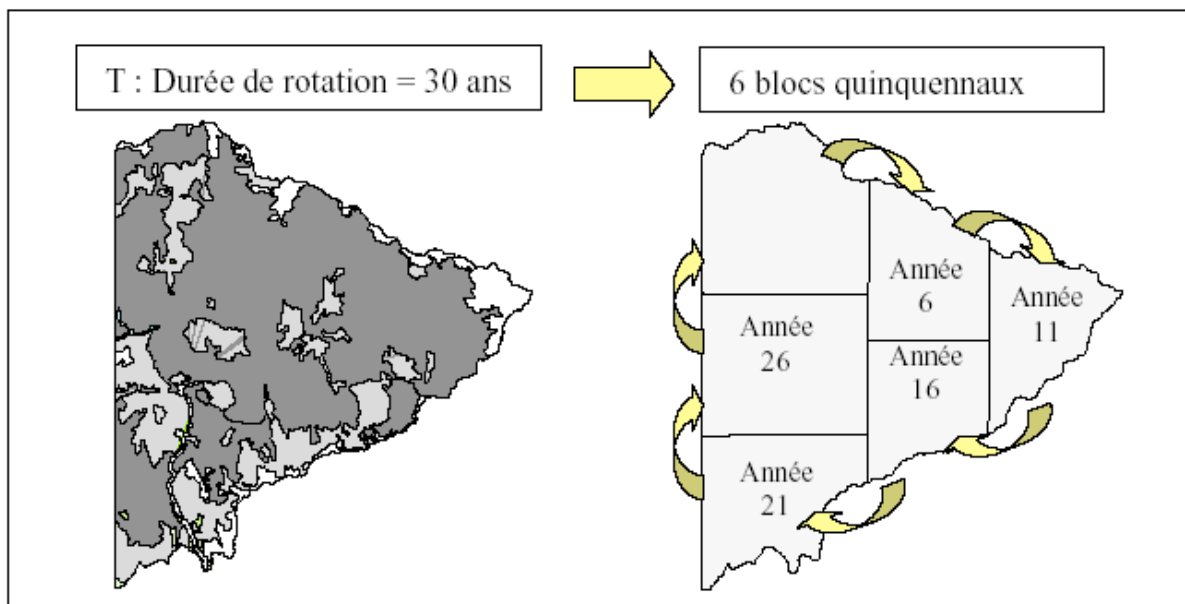 T : Durée de rotation = 30 ans
6 blocs quinquennaux
Année
6
Année
11
Année
26
Année
16
Année
21